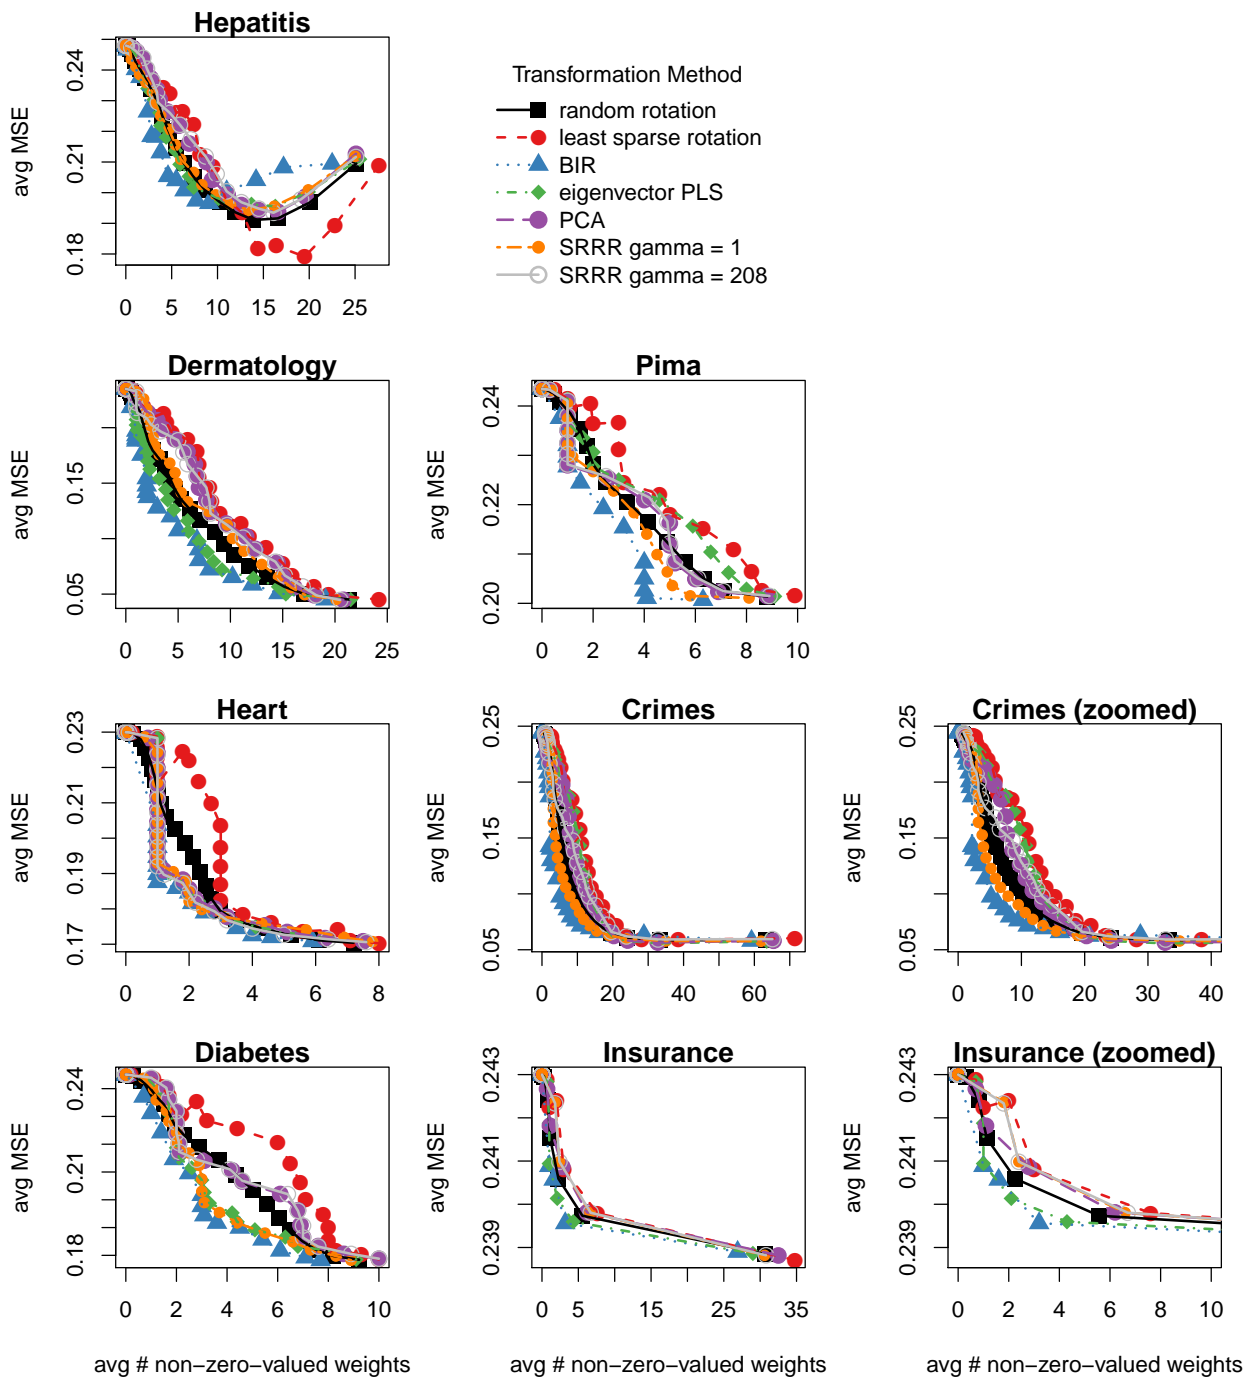 Hepatitis
avg MSE
0.24
0.21
0.18
0 5 10 15 20 25
Transformation Method
random rotation
least sparse rotation
BIR
eigenvector PLS
PCA
SRRR gamma = 1
SRRR gamma = 208
Dermatology
avg MSE
0.15
0.05
0 5 10 15 20 25
Pima
avg MSE
0.24
0.22
0.20
0 2 4 6 8 10
Heart
avg MSE
0.23
0.21
0.19
0.17
0 2 4 6 8
Crimes
avg MSE
0.25
0.15
0.05
0 20 40 60
Crimes (zoomed)
avg MSE
0.25
0.15
0.05
0 10 20 30 40
Diabetes
avg MSE
0.24
0.21
0.18
0 2 4 6 8 10
avg # non−zero−valued weights
Insurance
avg MSE
0.243
0.241
0.239
0 5 15 25 35
avg # non−zero−valued weights
Insurance (zoomed)
avg MSE
0.243
0.241
0.239
0 2 4 6 8 10
avg # non−zero−valued weights